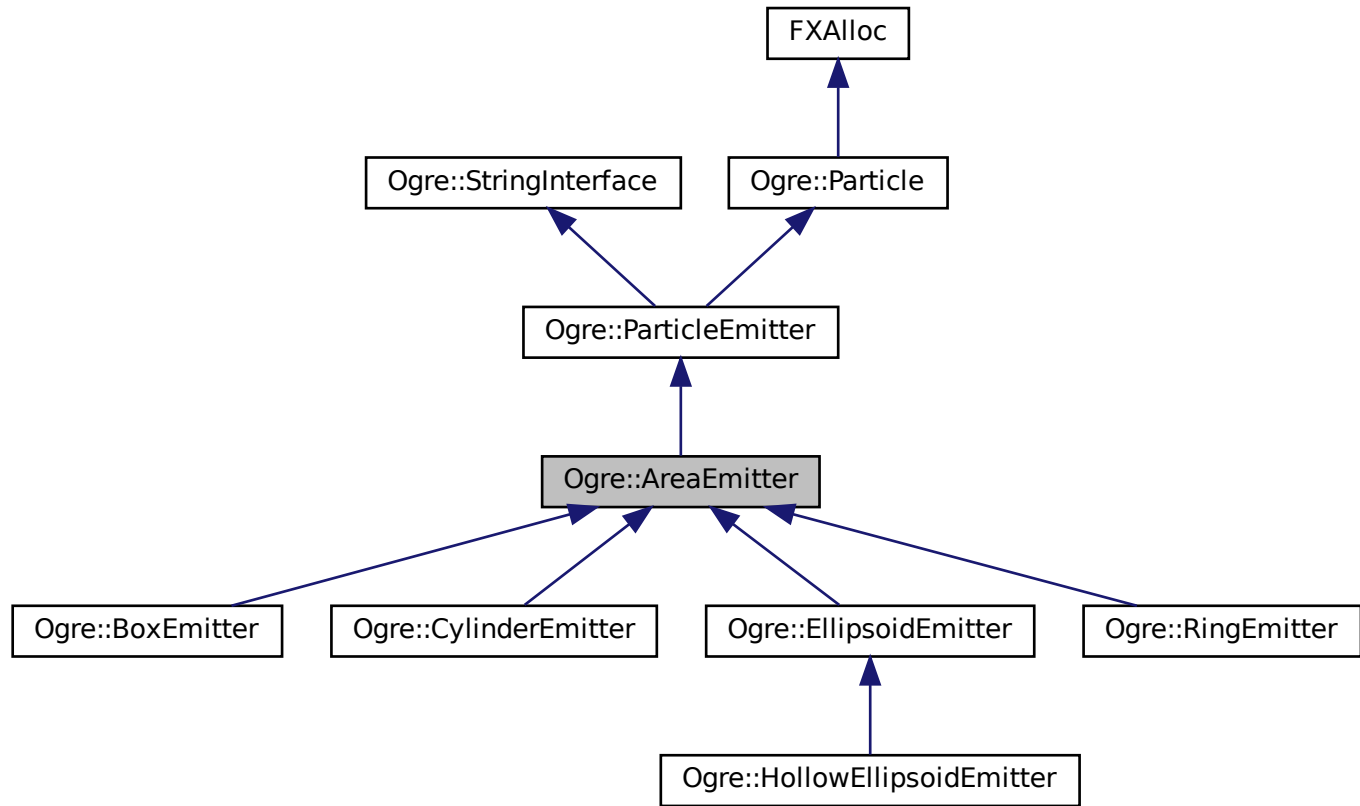 FXAlloc
Ogre::StringInterface
Ogre::Particle
Ogre::ParticleEmitter
Ogre::AreaEmitter
Ogre::BoxEmitter
Ogre::CylinderEmitter
Ogre::EllipsoidEmitter
Ogre::RingEmitter
Ogre::HollowEllipsoidEmitter